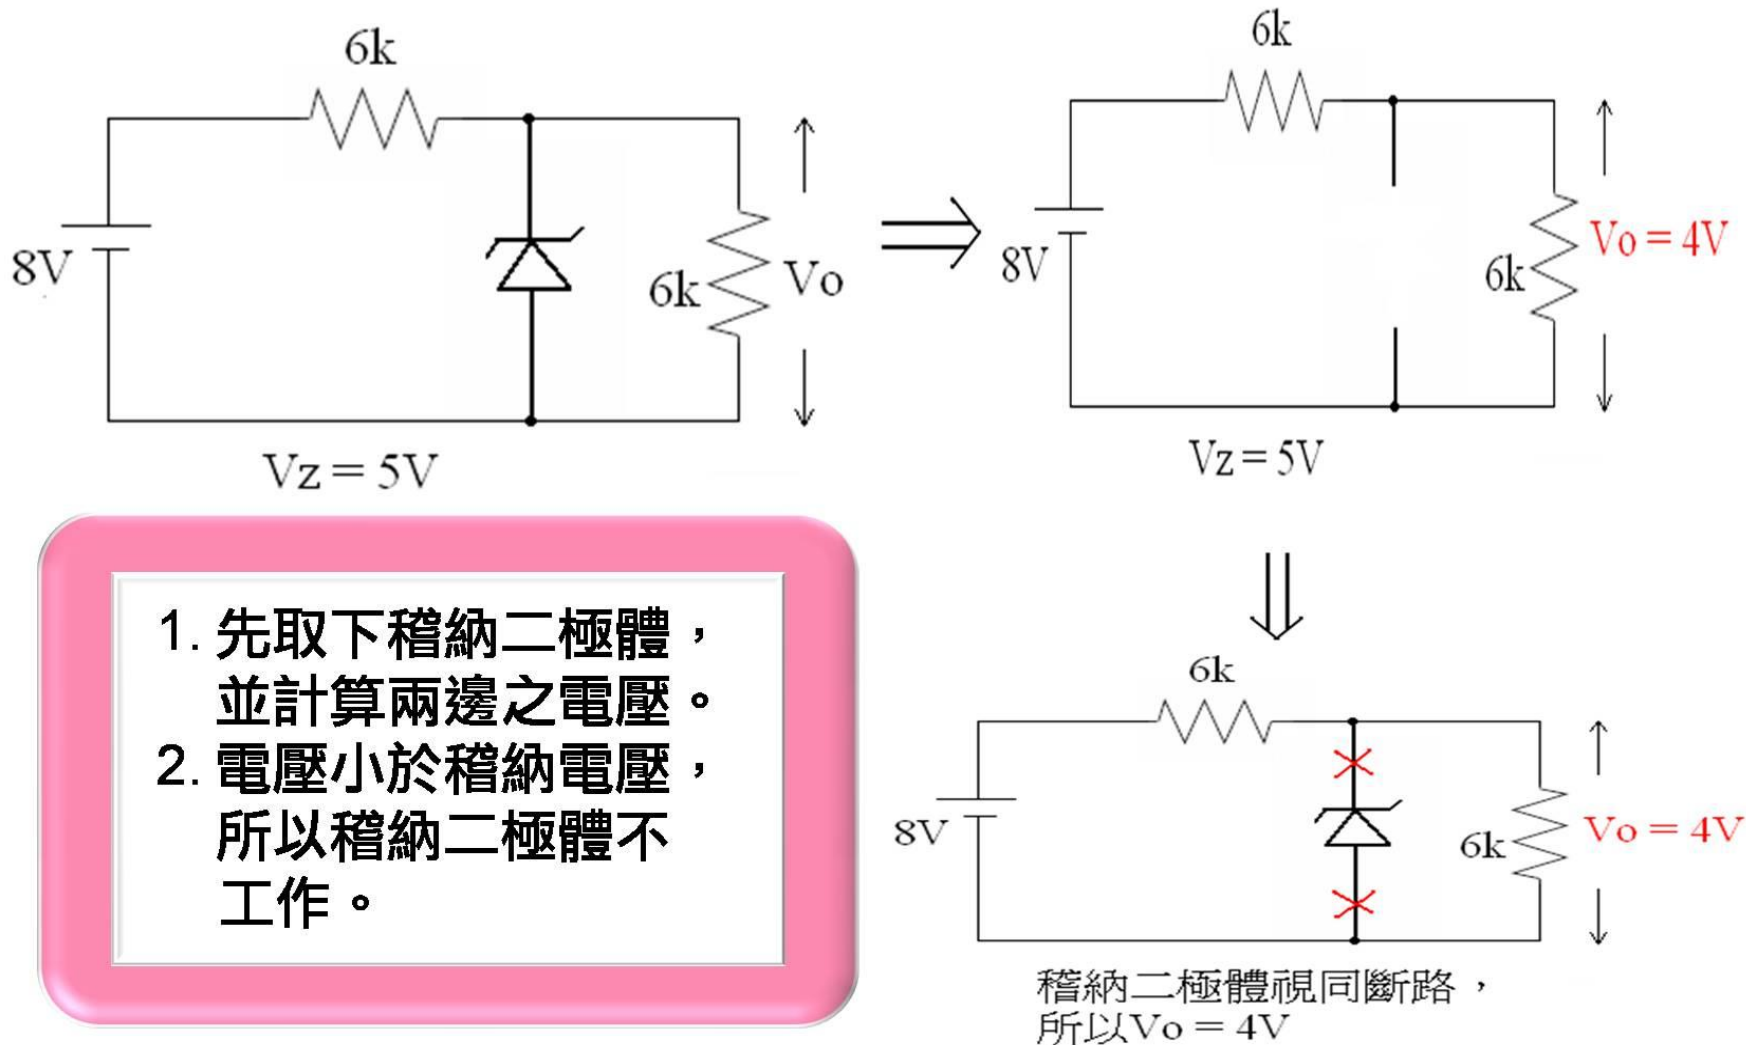 6k
8V
6k
Vo
Vz = 5V
6k
8V
6k
Vo = 4V
Vz = 5V
1. 先取下稽納二極體，
並計算兩邊之電壓。
2. 電壓小於稽納電壓，
所以稽納二極體不
工作。
6k
8V
6k
Vo = 4V
稽納二極體視同斷路，
所以Vo = 4V